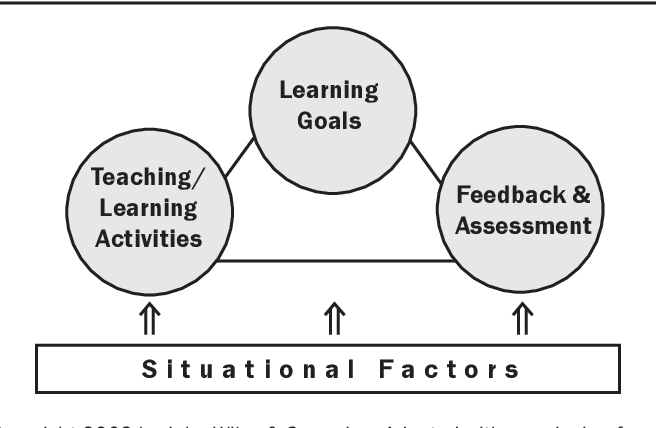 Learning
Goals
Teaching/
Learning
Activities
Feedback &
Assessment
Situational Factors